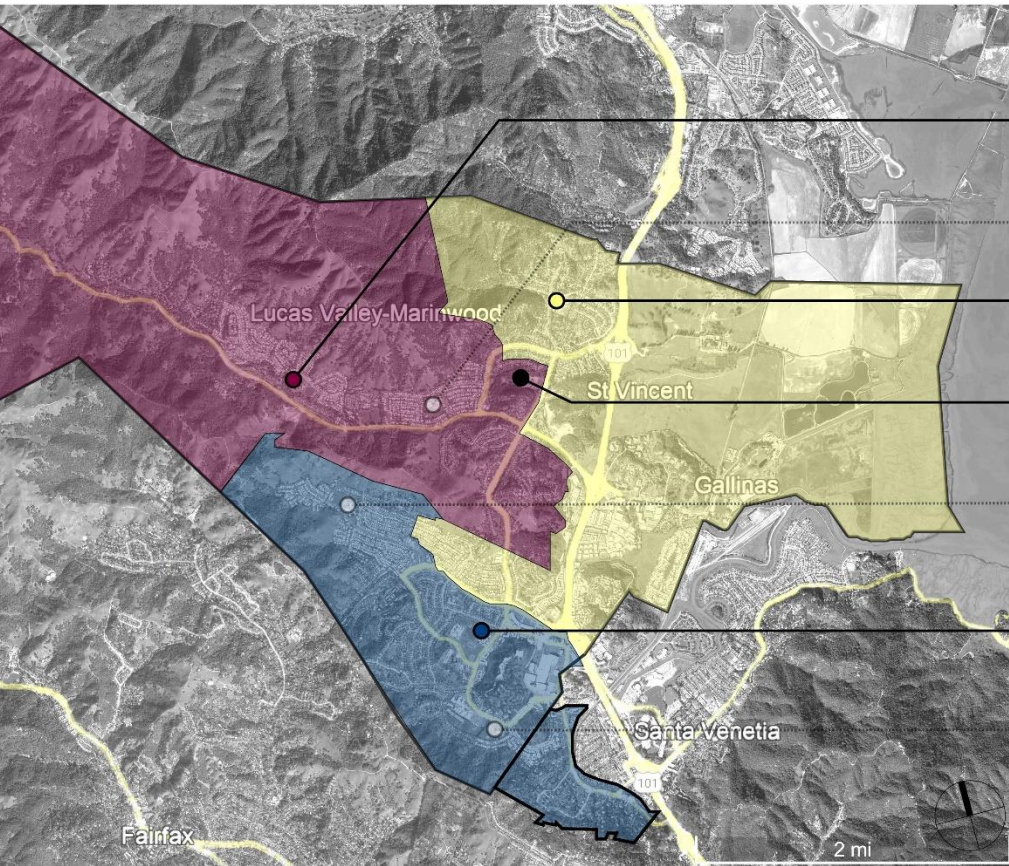 Lucas Valley-Marinwood
101
St Vincent
Gallinas
Santa Venetia
101
Fairfax
2 mi